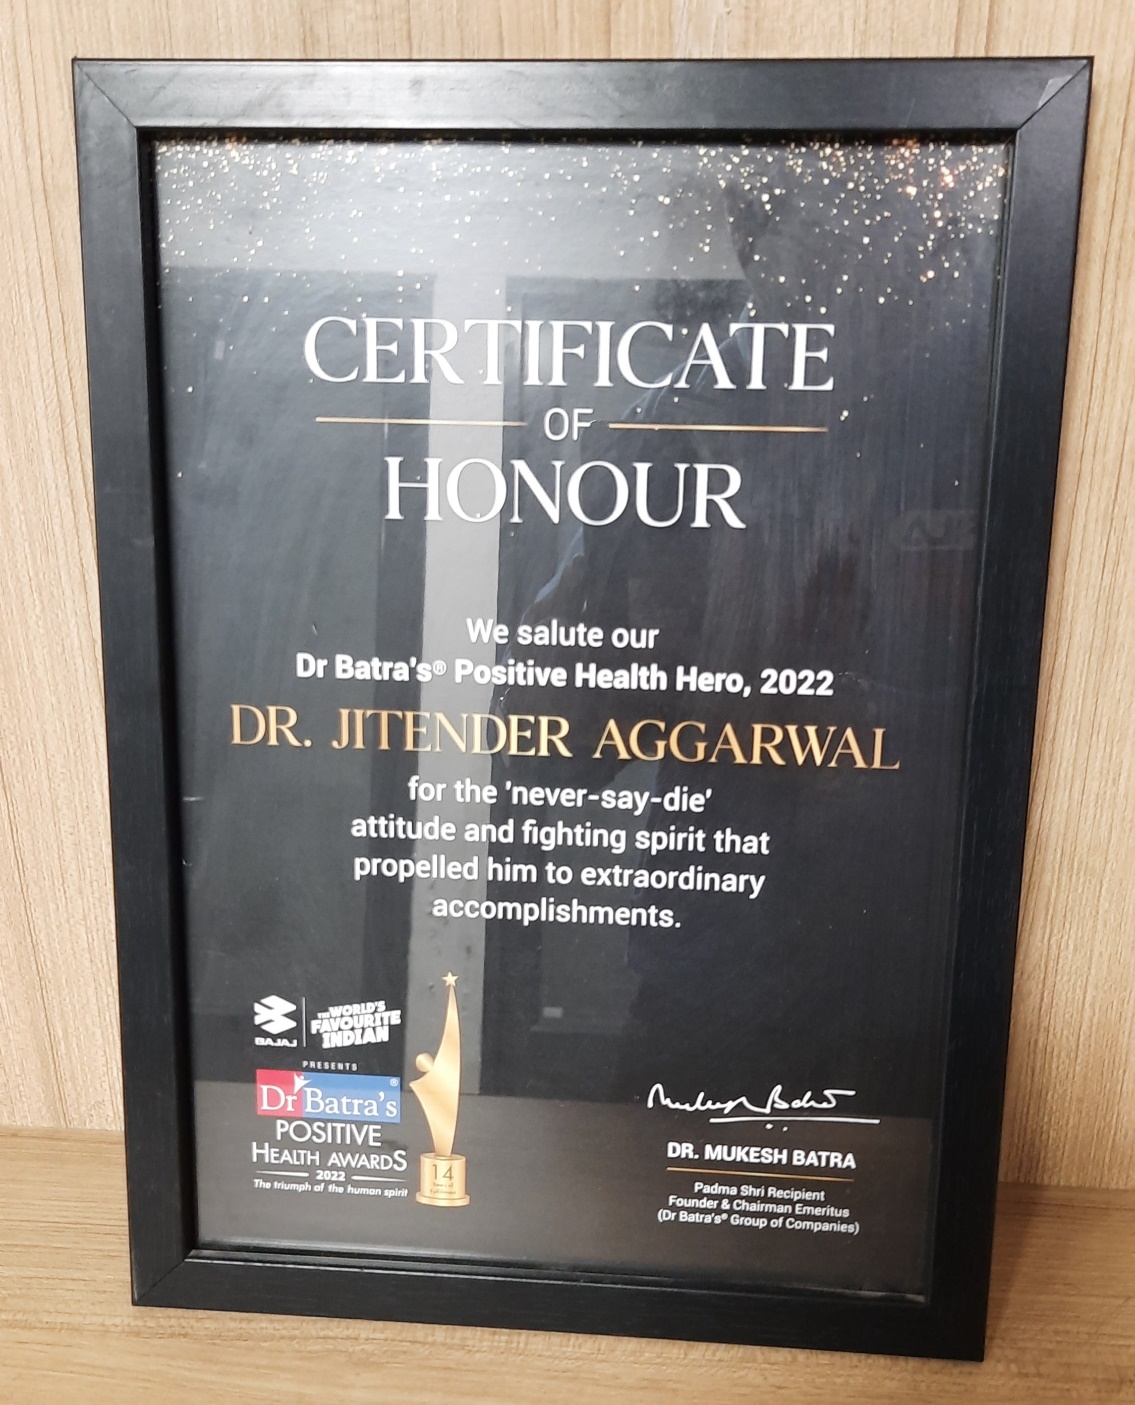 CERTIFICATE
OF
HONOUR
We salute our
Dr Batra's® Positive Health Hero, 2022
DR. JITENDER AGGARWAL
for the 'never-say-die'
attitude and fighting spirit that
propelled him to extraordinary
accomplishments.
BAJAJ
THE WORLD'S
FAVOURITE
INDIAN
PRESENTS
Dr Batra's®
POSITIVE
HEALTH AWARDS
2022
The triumph of the human spirit
14
Mukesh Batra
DR. MUKESH BATRA
Padma Shri Recipient
Founder & Chairman Emeritus
(Dr Batra's® Group of Companies)